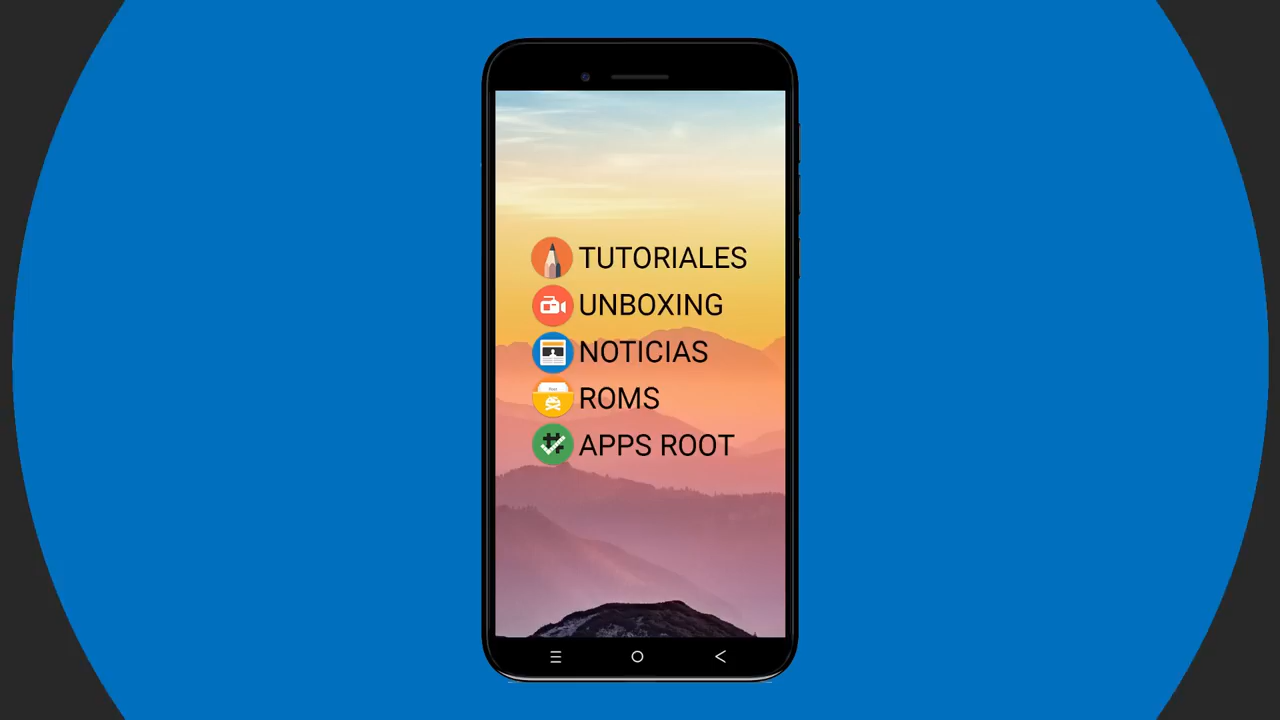 TUTORIALES
UNBOXING
NOTICIAS
ROMS
APPS ROOT